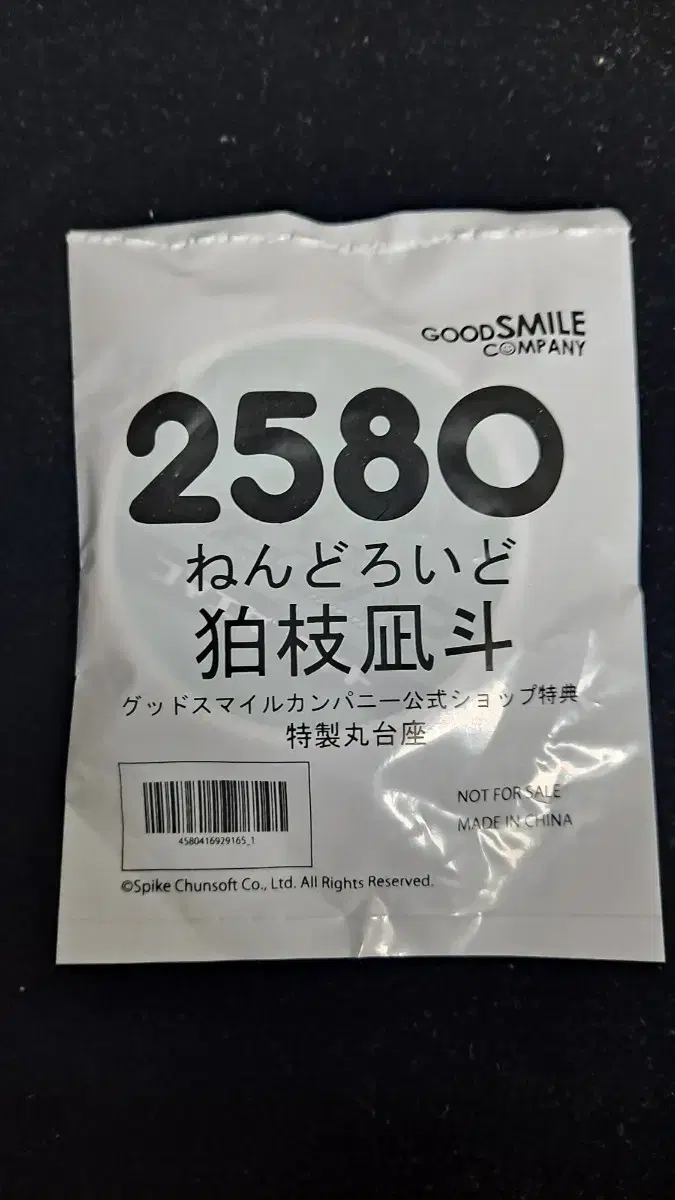 GOODSMILE
COMPANY
2580
ねんどろいど
狛枝凪斗
グッドスマイルカンパニー公式ショップ特典
特製丸台座
4580416929165_1
NOT FOR SALE
MADE IN CHINA
©Spike Chunsoft Co., Ltd. All Rights Reserved.